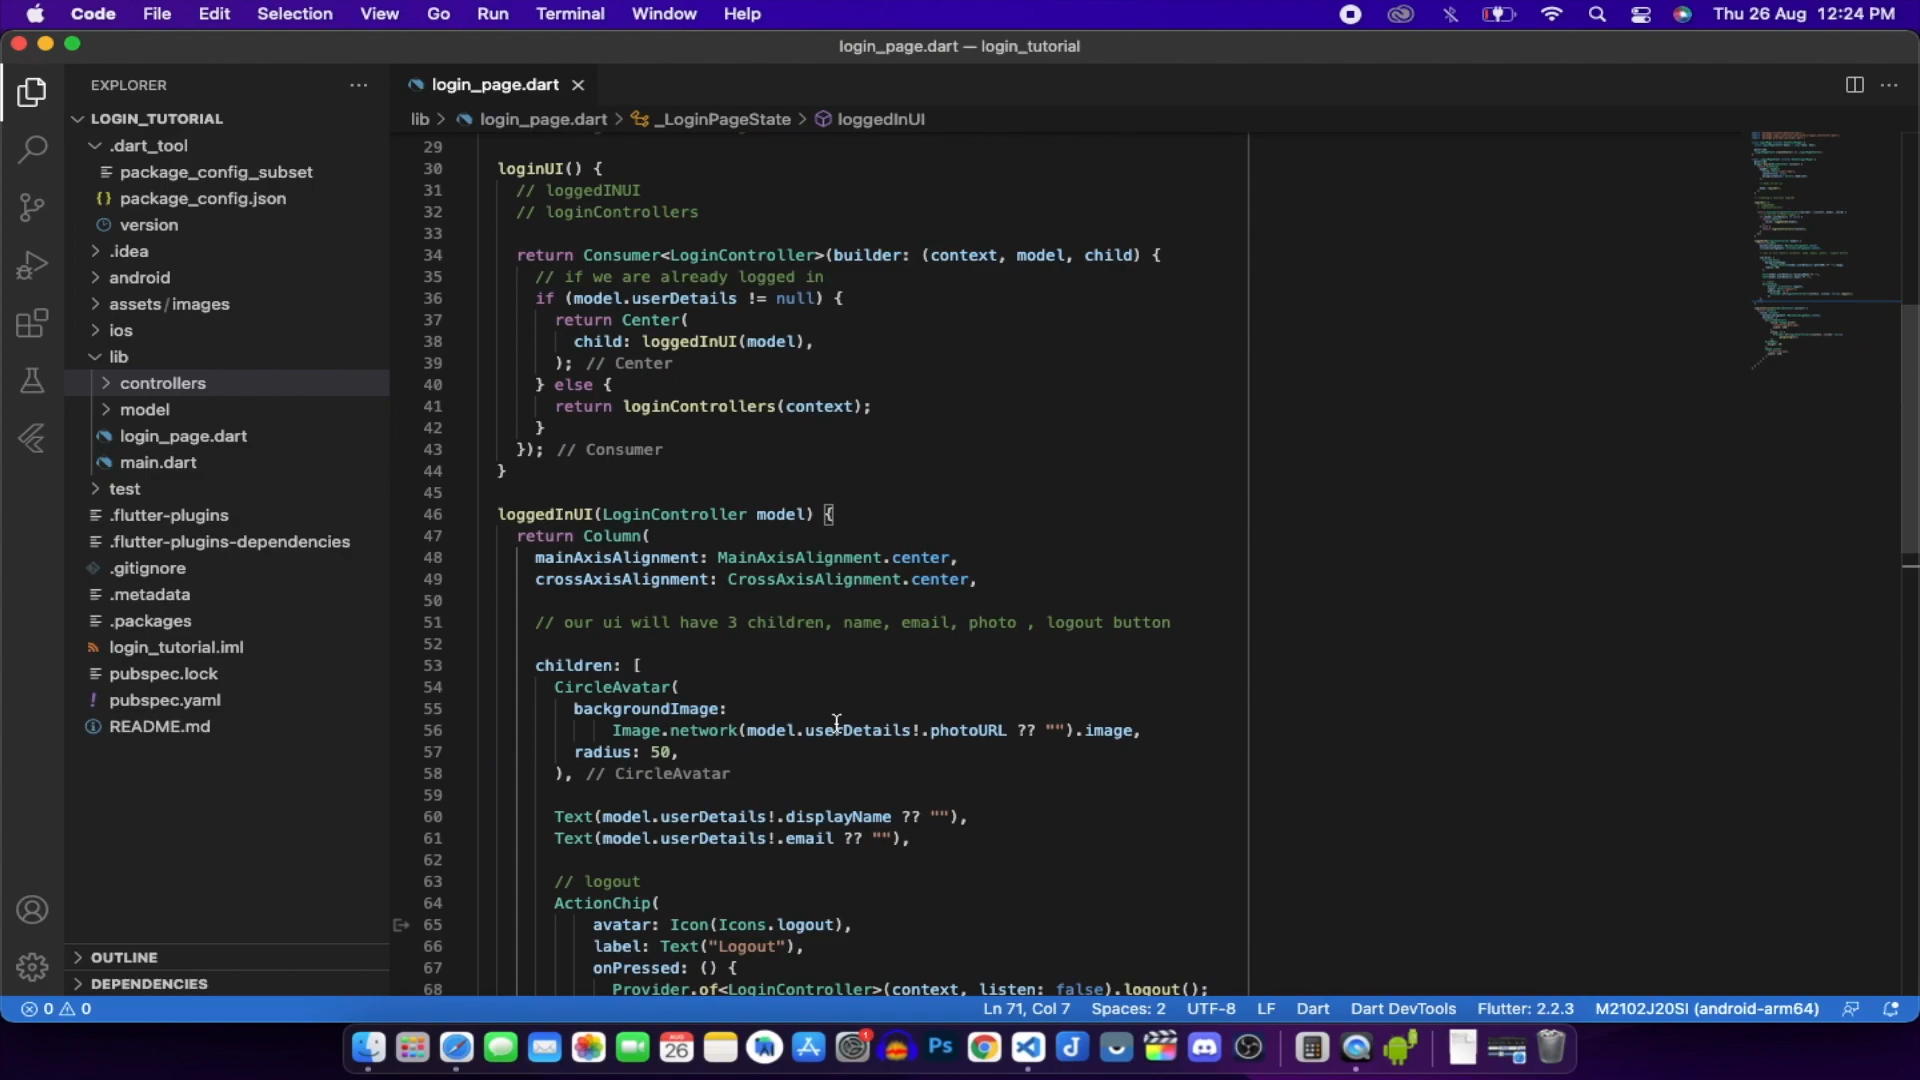 Code File Edit Selection View Go Run Terminal Window Help
Thu 26 Aug 12:24 PM
login_page.dart — login_tutorial
EXPLORER
LOGIN_TUTORIAL
.dart_tool
package_config_subset
{} package_config.json
version
.idea
android
assets/images
ios
lib
controllers
model
login_page.dart
main.dart
test
.flutter-plugins
.flutter-plugins-dependencies
.gitignore
.metadata
.packages
login_tutorial.iml
pubspec.lock
! pubspec.yaml
README.md
OUTLINE
DEPENDENCIES
login_page.dart
lib > login_page.dart > _LoginPageState > loggedInUI
29
30 loginUI() {
31 // loggedINUI
32 // loginControllers
33
34 return Consumer<LoginController>(builder: (context, model, child) {
35 // if we are already logged in
36 if (model.userDetails != null) {
37 return Center(
38 child: loggedInUI(model),
39 ); // Center
40 } else {
41 return loginControllers(context);
42 }
43 }); // Consumer
44 }
45
46 loggedInUI(LoginController model) {
47 return Column(
48 mainAxisAlignment: MainAxisAlignment.center,
49 crossAxisAlignment: CrossAxisAlignment.center,
50
51 // our ui will have 3 children, name, email, photo , logout button
52
53 children: [
54 CircleAvatar(
55 backgroundImage:
56 Image.network(model.userDetails!.photoURL ?? "").image,
57 radius: 50,
58 ), // CircleAvatar
59
60 Text(model.userDetails!.displayName ?? ""),
61 Text(model.userDetails!.email ?? ""),
62
63 // logout
64 ActionChip(
65 avatar: Icon(Icons.logout),
66 label: Text("Logout"),
67 onPressed: () {
68 Provider.of<LoginController>(context, listen: false).logout();
0 0
Ln 71, Col 7 Spaces: 2 UTF-8 LF Dart Dart DevTools Flutter: 2.2.3 M2102J20SI (android-arm64)
AUG
26
1
Ps